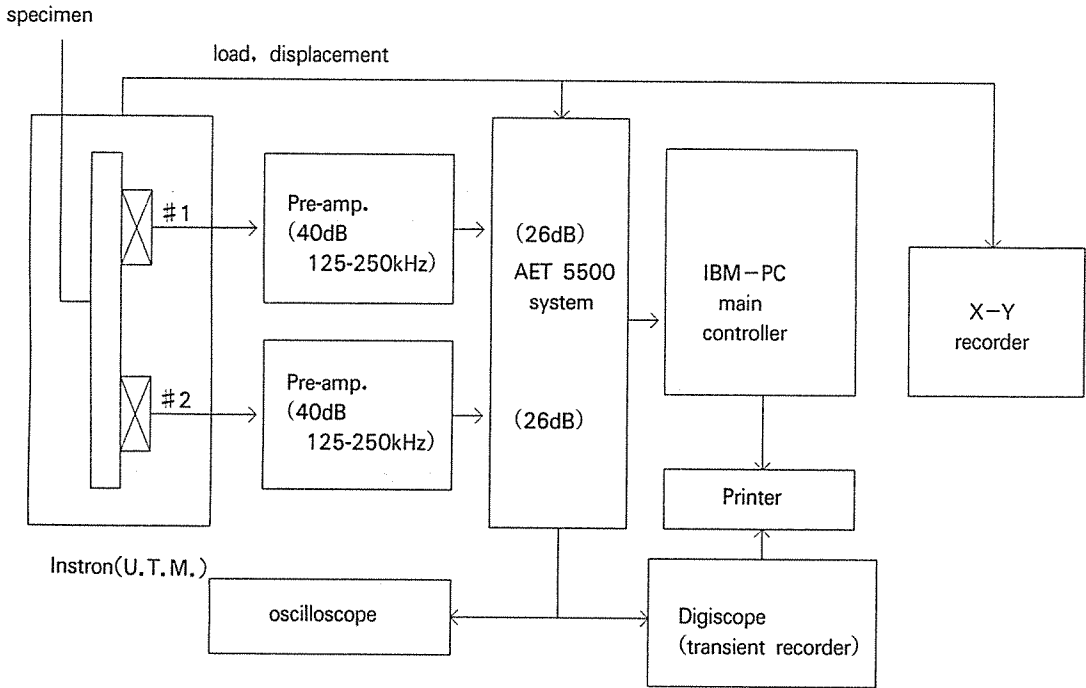 specimen
load, displacement
#1
Pre-amp.
(40dB
125-250kHz)
(26dB)
AET 5500
system
IBM-PC
main
controller
X-Y
recorder
#2
Pre-amp.
(40dB
125-250kHz)
(26dB)
Printer
Instron(U.T.M.)
oscilloscope
Digiscope
(transient recorder)